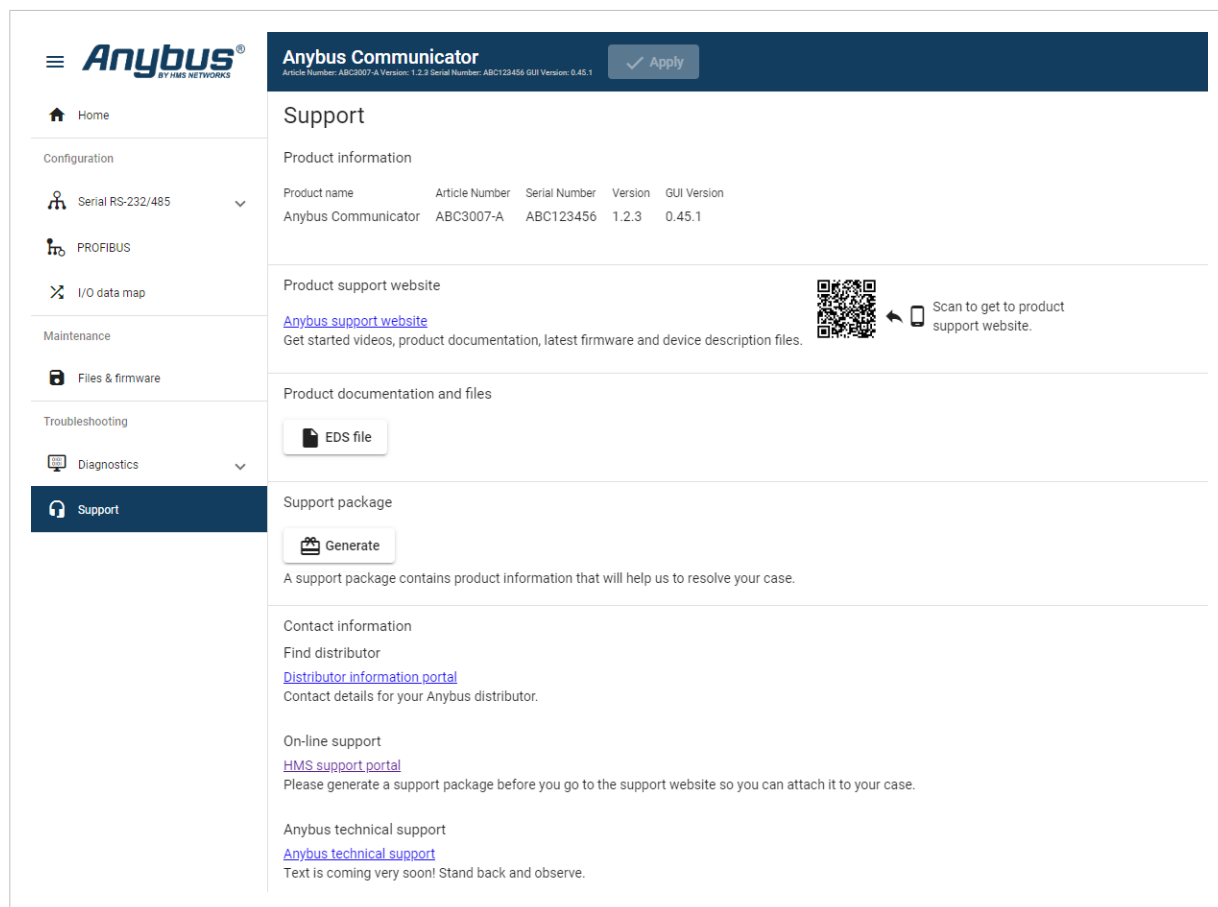 Anybus®
BY HMS NETWORKS
Anybus Communicator
Article Number: ABC3007-A Version: 1.2.3 Serial Number: ABC123456 GUI Version: 0.45.1
Apply
Home
Configuration
Serial RS-232/485
PROFIBUS
I/O data map
Maintenance
Files & firmware
Troubleshooting
Diagnostics
Support
Support
Product information
Product name Article Number Serial Number Version GUI Version
Anybus Communicator ABC3007-A ABC123456 1.2.3 0.45.1
Product support website
Anybus support website
Get started videos, product documentation, latest firmware and device description files.
Scan to get to product
support website.
Product documentation and files
EDS file
Support package
Generate
A support package contains product information that will help us to resolve your case.
Contact information
Find distributor
Distributor information portal
Contact details for your Anybus distributor.
On-line support
HMS support portal
Please generate a support package before you go to the support website so you can attach it to your case.
Anybus technical support
Anybus technical support
Text is coming very soon! Stand back and observe.